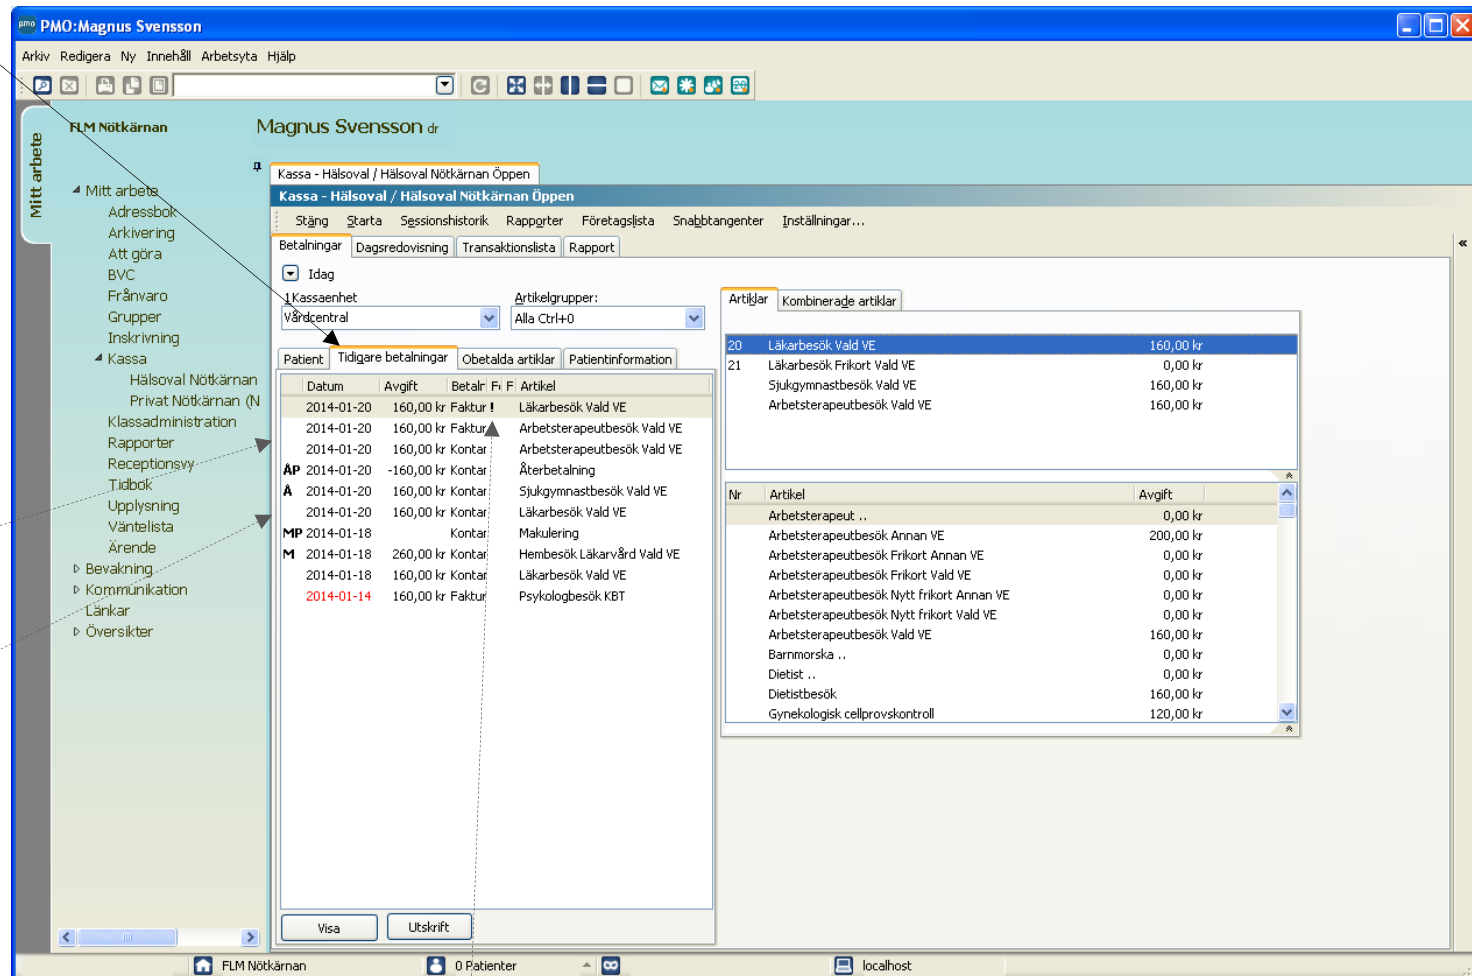 PMO:Magnus Svensson
Arkiv Redigera Ny Innehåll Arbetsyta Hjälp
Mitt arbete
FLM Nötkärnan
Magnus Svensson dr
Mitt arbete
Adressbok
Arkivering
Att göra
BVC
Frånvaro
Grupper
Inskrivning
Kassa
Hälsoval Nötkärnan
Privat Nötkärnan (N
Klassadministration
Rapporter
Receptionsvy
Tidbok
Upplysning
Väntelista
Ärende
Bevakning
Kommunikation
Länkar
Översikter
Kassa - Hälsoval / Hälsoval Nötkärnan Öppen
Kassa - Hälsoval / Hälsoval Nötkärnan Öppen
Stäng Starta Sessionshistorik Rapporter Företagslista Snabbtangenter Inställningar...
Betalningar Dagsredovisning Transaktionslista Rapport
Idag
1Kassaenhet Artikelgrupper:
Vårdcentral Alla Ctrl+0
Patient Tidigare betalningar Obetalda artiklar Patientinformation
Datum Avgift Betalr F F Artikel
2014-01-20 160,00 kr Faktur ! Läkarbesök Vald VE
2014-01-20 160,00 kr Faktur Arbetsterapeutbesök Vald VE
2014-01-20 160,00 kr Kontar Arbetsterapeutbesök Vald VE
ÅP 2014-01-20 -160,00 kr Kontar Återbetalning
Å 2014-01-20 160,00 kr Kontar Sjukgymnastbesök Vald VE
2014-01-20 160,00 kr Kontar Läkarbesök Vald VE
MP 2014-01-18 Kontar Makulering
M 2014-01-18 260,00 kr Kontar Hembesök Läkarvård Vald VE
2014-01-18 160,00 kr Kontar Läkarbesök Vald VE
2014-01-14 160,00 kr Faktur Psykologbesök KBT
Visa Utskrift
Artiklar Kombinerade artiklar
20 Läkarbesök Vald VE 160,00 kr
21 Läkarbesök Frikort Vald VE 0,00 kr
Sjukgymnastbesök Vald VE 160,00 kr
Arbetsterapeutbesök Vald VE 160,00 kr
Nr Artikel Avgift
Arbetsterapeut .. 0,00 kr
Arbetsterapeutbesök Annan VE 200,00 kr
Arbetsterapeutbesök Frikort Annan VE 0,00 kr
Arbetsterapeutbesök Frikort Vald VE 0,00 kr
Arbetsterapeutbesök Nytt frikort Annan VE 0,00 kr
Arbetsterapeutbesök Nytt frikort Vald VE 0,00 kr
Arbetsterapeutbesök Vald VE 160,00 kr
Barnmorska .. 0,00 kr
Dietist .. 0,00 kr
Dietistbesök 160,00 kr
Gynekologisk cellprovskontroll 120,00 kr
FLM Nötkärnan 0 Patienter localhost